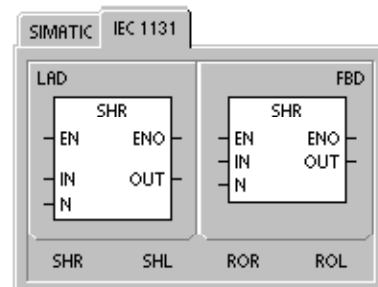 SIMATIC IEC 1131
LAD FBD
SHR SHR
EN ENO EN ENO
IN OUT IN OUT
N N
SHR SHL ROR ROL